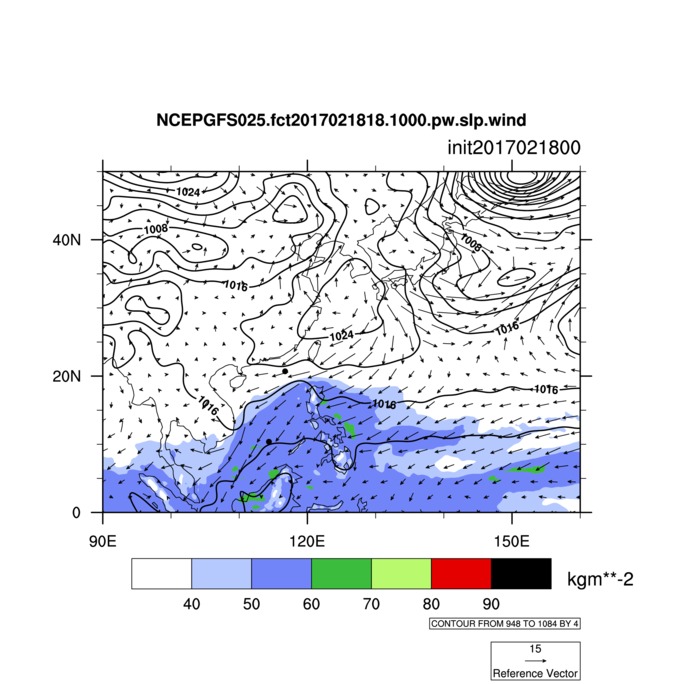 NCEPGFS025.fct2017021818.1000.pw.slp.wind
init2017021800
1024
1008
1008
40N
1016
1024
1016
20N
1016
1016
1016
0
90E 120E 150E
kgm**-2
40 50 60 70 80 90
CONTOUR FROM 948 TO 1084 BY 4
15
Reference Vector